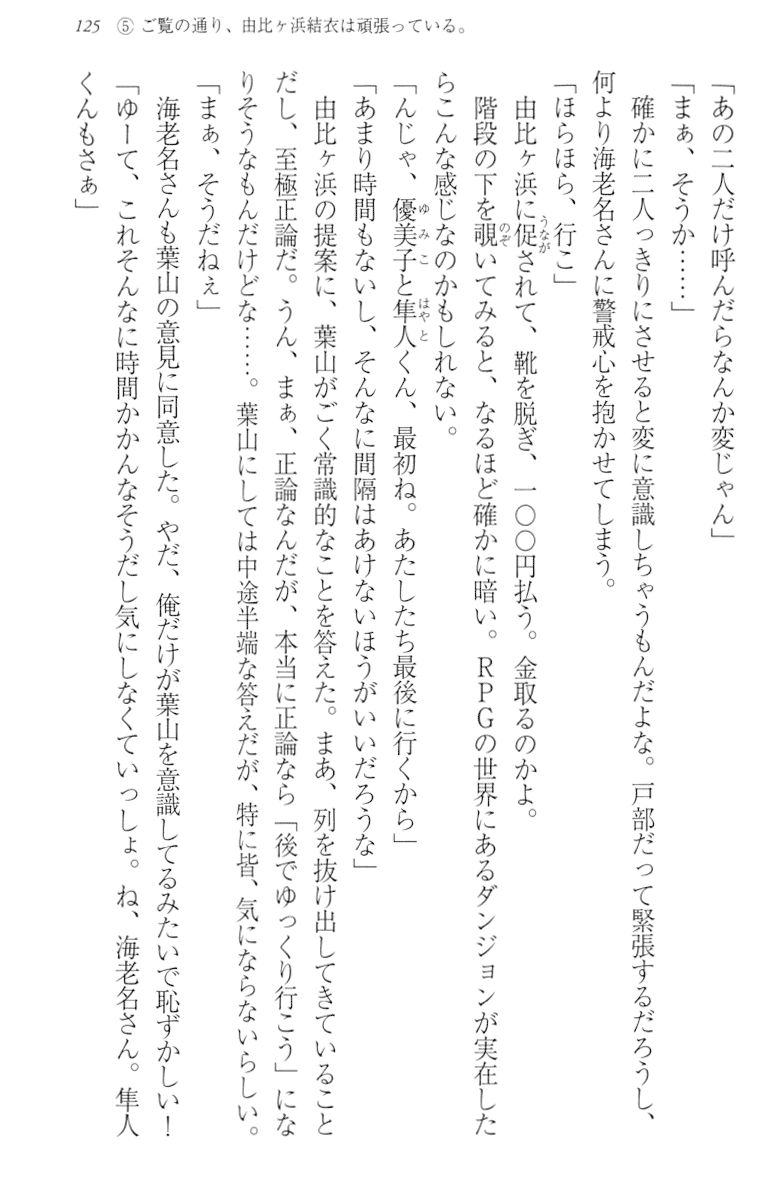 125 ⑤ ご覧の通り、由比ヶ浜結衣は頑張っている。
「あの二人だけ呼んだらなんか変じゃん」
「まぁ、そうか……」
　確かに二人っきりにさせると変に意識しちゃうもんだよな。戸部だって緊張するだろうし、
何より海老名さんに警戒心を抱かせてしまう。
「ほらほら、行こ」
　由比ヶ浜に促されて、靴を脱ぎ、一〇〇円払う。金取るのかよ。
　階段の下を覗いてみると、なるほど確かに暗い。ＲＰＧの世界にあるダンジョンが実在した
らこんな感じなのかもしれない。
「んじゃ、優美子と隼人くん、最初ね。あたしたち最後に行くから」
「あまり時間もないし、そんなに間隔はあけないほうがいいだろうな」
　由比ヶ浜の提案に、葉山がごく常識的なことを答えた。まあ、列を抜け出してきていること
だし、至極正論だ。うん、まぁ、正論なんだが、本当に正論なら「後でゆっくり行こう」にな
りそうなもんだけどな……。葉山にしては中途半端な答えだが、特に皆、気にならないらしい。
「まぁ、そうだねぇ」
　海老名さんも葉山の意見に同意した。やだ、俺だけが葉山を意識してるみたいで恥ずかしい！
「ゆーて、これそんなに時間かかんなそうだし気にしなくていっしょ。ね、海老名さん。隼人
くんもさぁ」